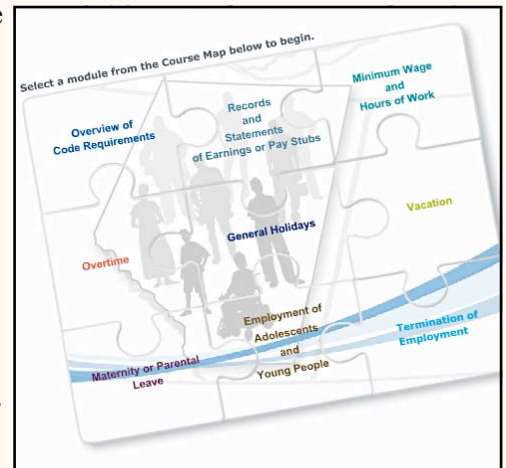 Select a module from the Course Map below to begin.
Overview of
Code Requirements
Records
and
Statements
of Earnings or Pay Stubs
Minimum Wage
and
Hours of Work
Overtime
General Holidays
Vacation
Maternity or Parental
Leave
Employment of
Adolescents
and
Young People
Termination of
Employment